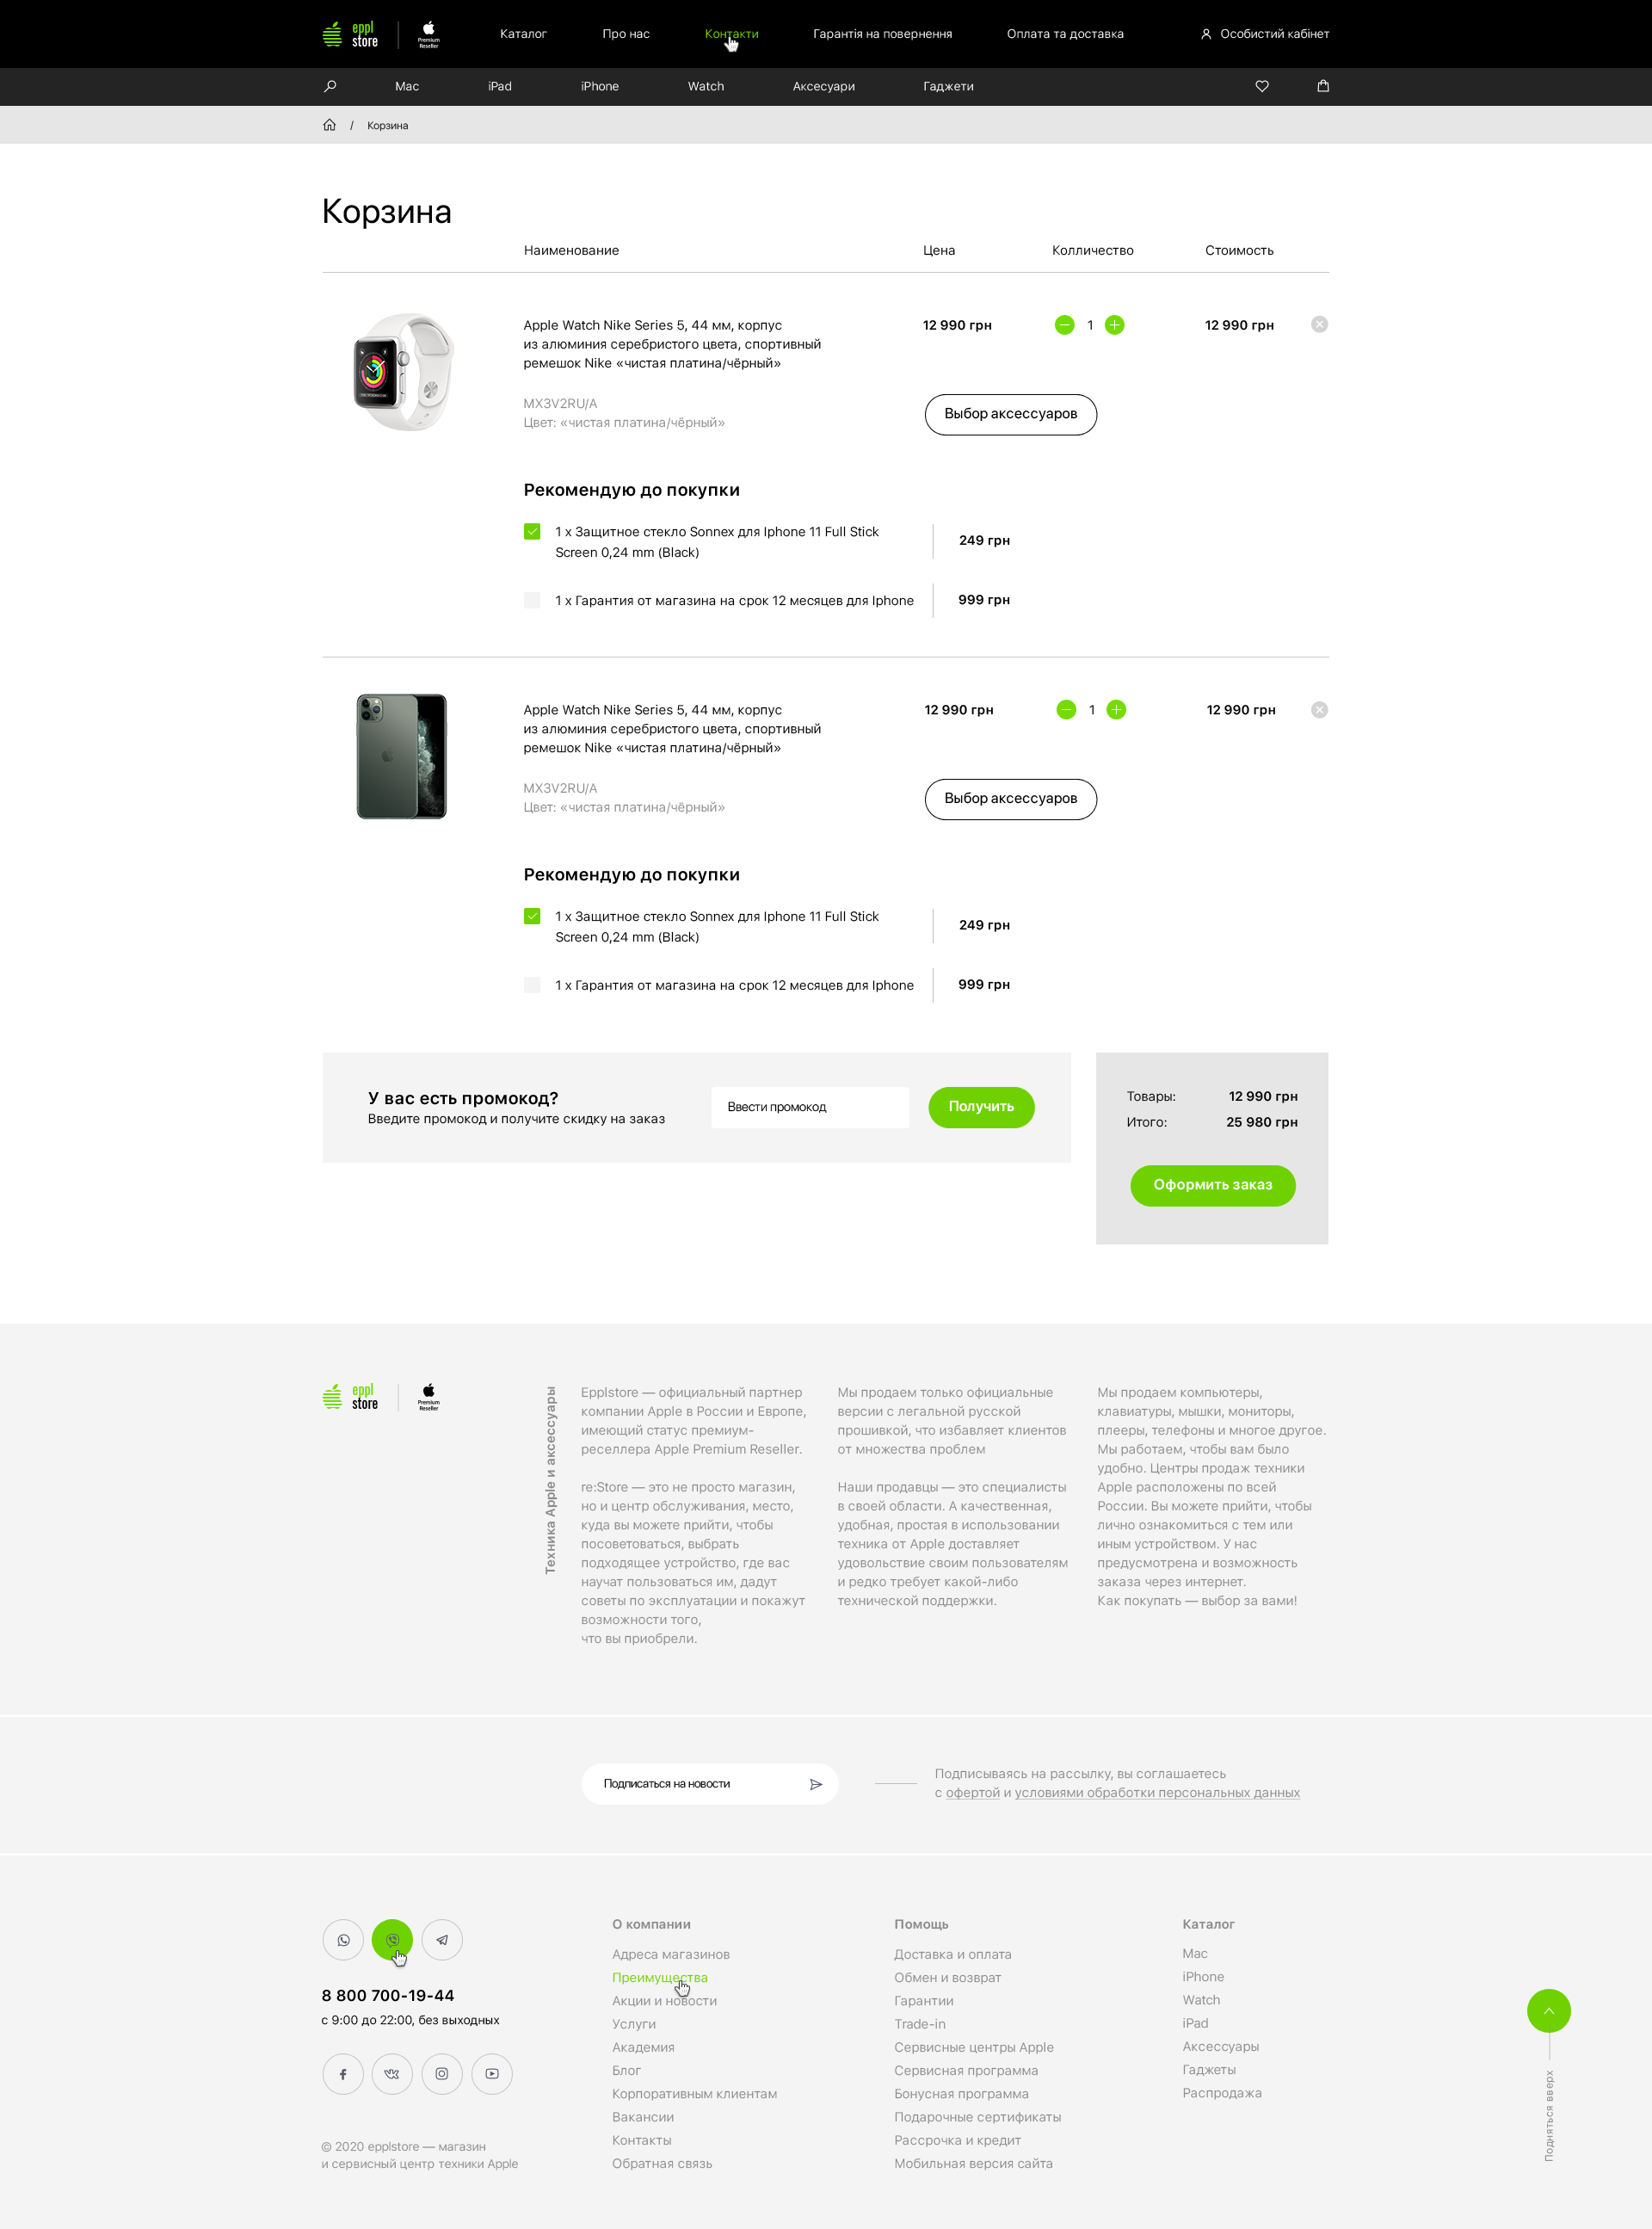 eppl
store
Premium
Reseller
Каталог
Про нас
Контакти
Гарантія на повернення
Оплата та доставка
Особистий кабінет
Mac
iPad
iPhone
Watch
Аксесуари
Гаджети
/ Корзина
Корзина
Наименование
Цена
Колличество
Стоимость
Apple Watch Nike Series 5, 44 мм, корпус
из алюминия серебристого цвета, спортивный
ремешок Nike «чистая платина/чёрный»
12 990 грн
1
12 990 грн
MX3V2RU/A
Цвет: «чистая платина/чёрный»
Выбор аксессуаров
Рекомендую до покупки
1 x Защитное стекло Sonnex для Iphone 11 Full Stick
Screen 0,24 mm (Black)
249 грн
1 x Гарантия от магазина на срок 12 месяцев для Iphone
999 грн
Apple Watch Nike Series 5, 44 мм, корпус
из алюминия серебристого цвета, спортивный
ремешок Nike «чистая платина/чёрный»
12 990 грн
1
12 990 грн
MX3V2RU/A
Цвет: «чистая платина/чёрный»
Выбор аксессуаров
Рекомендую до покупки
1 x Защитное стекло Sonnex для Iphone 11 Full Stick
Screen 0,24 mm (Black)
249 грн
1 x Гарантия от магазина на срок 12 месяцев для Iphone
999 грн
У вас есть промокод?
Введите промокод и получите скидку на заказ
Ввести промокод
Получить
Товары: 12 990 грн
Итого: 25 980 грн
Оформить заказ
eppl
store
Premium
Reseller
Техника Apple и аксессуары
Epplstore — официальный партнер
компании Apple в России и Европе,
имеющий статус премиум-
реселлера Apple Premium Reseller.
re:Store — это не просто магазин,
но и центр обслуживания, место,
куда вы можете прийти, чтобы
посоветоваться, выбрать
подходящее устройство, где вас
научат пользоваться им, дадут
советы по эксплуатации и покажут
возможности того,
что вы приобрели.
Мы продаем только официальные
версии с легальной русской
прошивкой, что избавляет клиентов
от множества проблем
Наши продавцы — это специалисты
в своей области. А качественная,
удобная, простая в использовании
техника от Apple доставляет
удовольствие своим пользователям
и редко требует какой-либо
технической поддержки.
Мы продаем компьютеры,
клавиатуры, мышки, мониторы,
плееры, телефоны и многое другое.
Мы работаем, чтобы вам было
удобно. Центры продаж техники
Apple расположены по всей
России. Вы можете прийти, чтобы
лично ознакомиться с тем или
иным устройством. У нас
предусмотрена и возможность
заказа через интернет.
Как покупать — выбор за вами!
Подписаться на новости
Подписываясь на рассылку, вы соглашаетесь
с офертой и условиями обработки персональных данных
8 800 700-19-44
с 9:00 до 22:00, без выходных
© 2020 epplstore — магазин
и сервисный центр техники Apple
О компании
Адреса магазинов
Преимущества
Акции и новости
Услуги
Академия
Блог
Корпоративным клиентам
Вакансии
Контакты
Обратная связь
Помощь
Доставка и оплата
Обмен и возврат
Гарантии
Trade-in
Сервисные центры Apple
Сервисная программа
Бонусная программа
Подарочные сертификаты
Рассрочка и кредит
Мобильная версия сайта
Каталог
Mac
iPhone
Watch
iPad
Аксессуары
Гаджеты
Распродажа
Подняться вверх